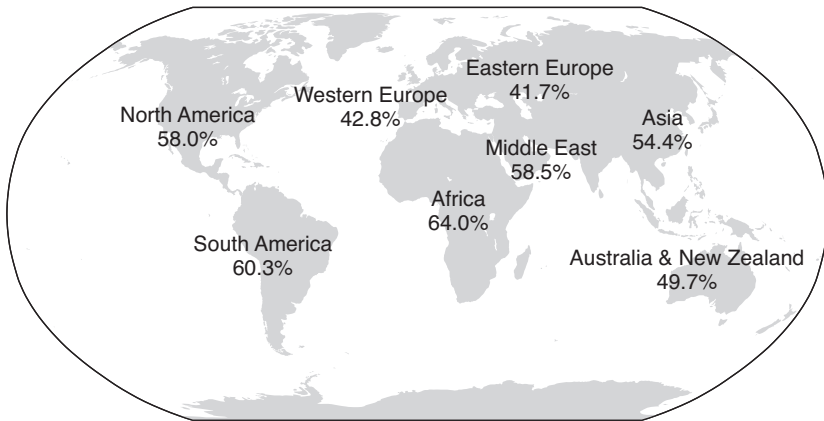 Eastern Europe
41.7%
Western Europe
42.8%
North America
58.0%
Asia
54.4%
Middle East
58.5%
Africa
64.0%
South America
60.3%
Australia & New Zealand
49.7%